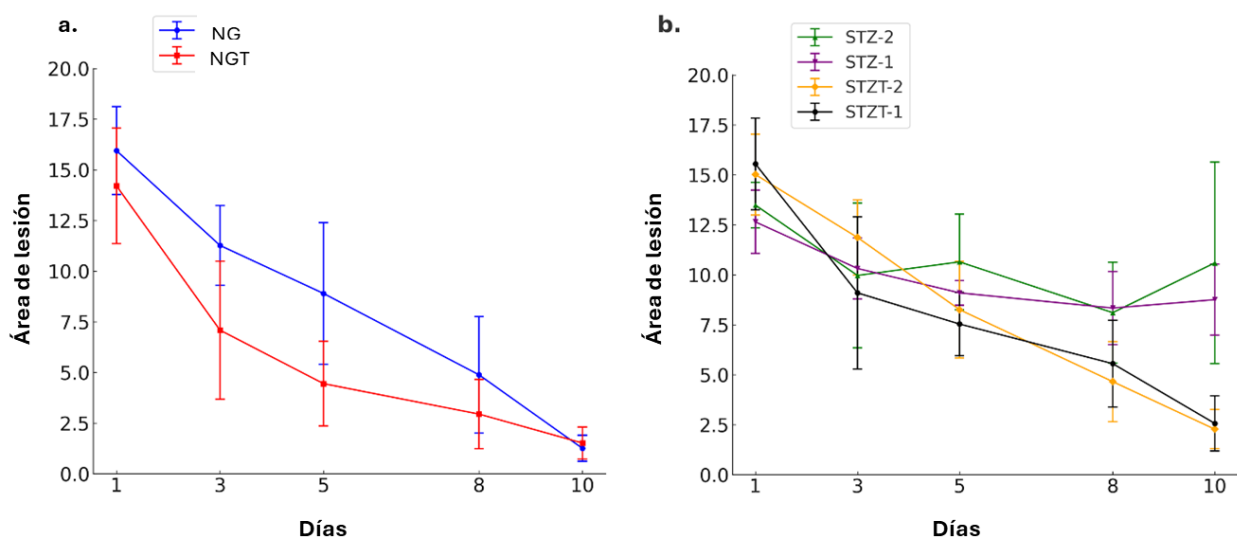 a.
NG
NGT
20.0
17.5
15.0
12.5
10.0
7.5
5.0
2.5
0.0
Área de lesión
1 3 5 8 10
Días
b.
STZ-2
STZ-1
STZT-2
STZT-1
20.0
17.5
15.0
12.5
10.0
7.5
5.0
2.5
0.0
Área de lesión
1 3 5 8 10
Días